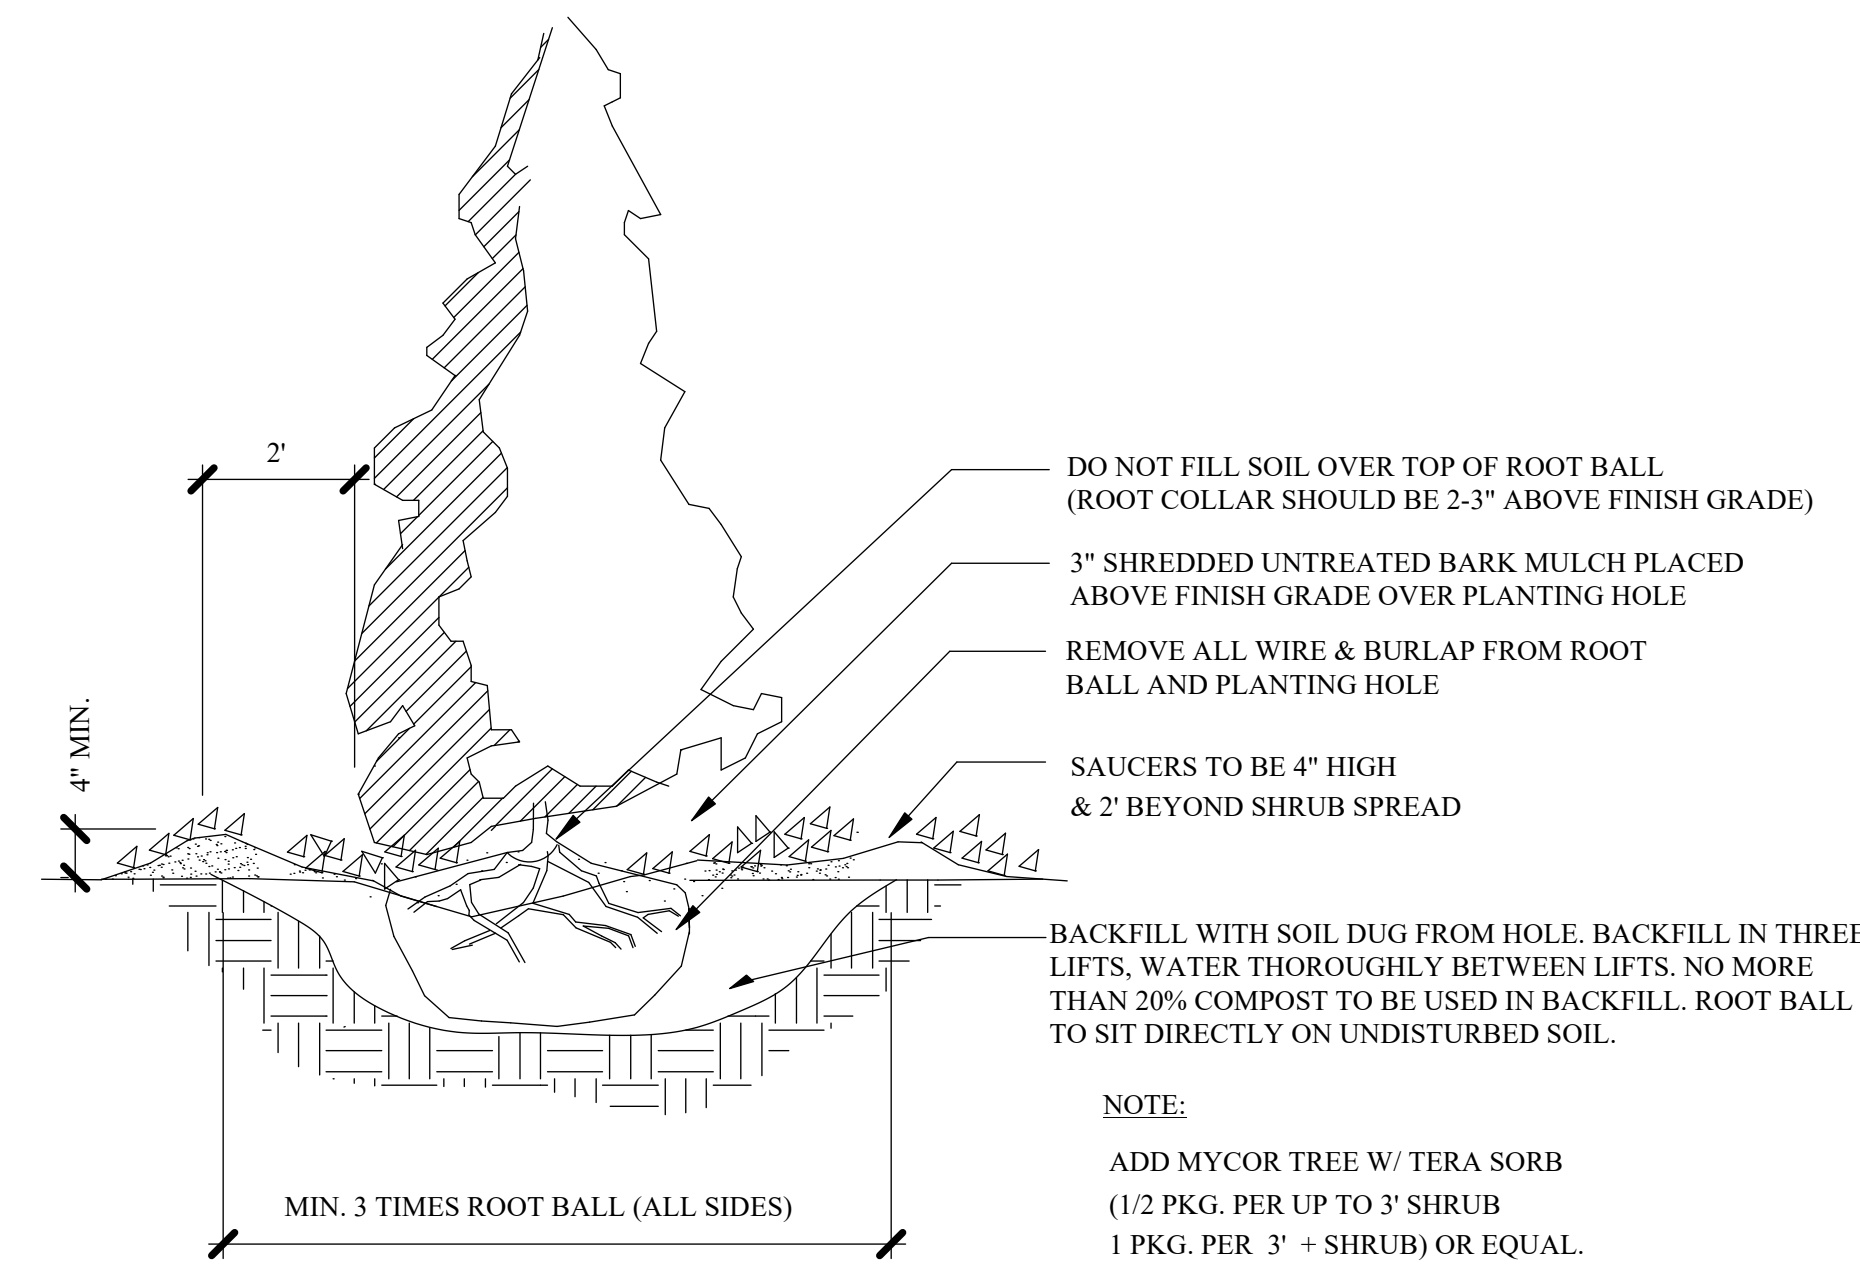 2'
4" MIN.
DO NOT FILL SOIL OVER TOP OF ROOT BALL
(ROOT COLLAR SHOULD BE 2-3" ABOVE FINISH GRADE)
3" SHREDDED UNTREATED BARK MULCH PLACED
ABOVE FINISH GRADE OVER PLANTING HOLE
REMOVE ALL WIRE & BURLAP FROM ROOT
BALL AND PLANTING HOLE
SAUCERS TO BE 4" HIGH
& 2' BEYOND SHRUB SPREAD
BACKFILL WITH SOIL DUG FROM HOLE. BACKFILL IN THREE
LIFTS, WATER THOROUGHLY BETWEEN LIFTS. NO MORE
THAN 20% COMPOST TO BE USED IN BACKFILL. ROOT BALL
TO SIT DIRECTLY ON UNDISTURBED SOIL.
MIN. 3 TIMES ROOT BALL (ALL SIDES)
NOTE:
ADD MYCOR TREE W/ TERA SORB
(1/2 PKG. PER UP TO 3' SHRUB
1 PKG. PER 3' + SHRUB) OR EQUAL.